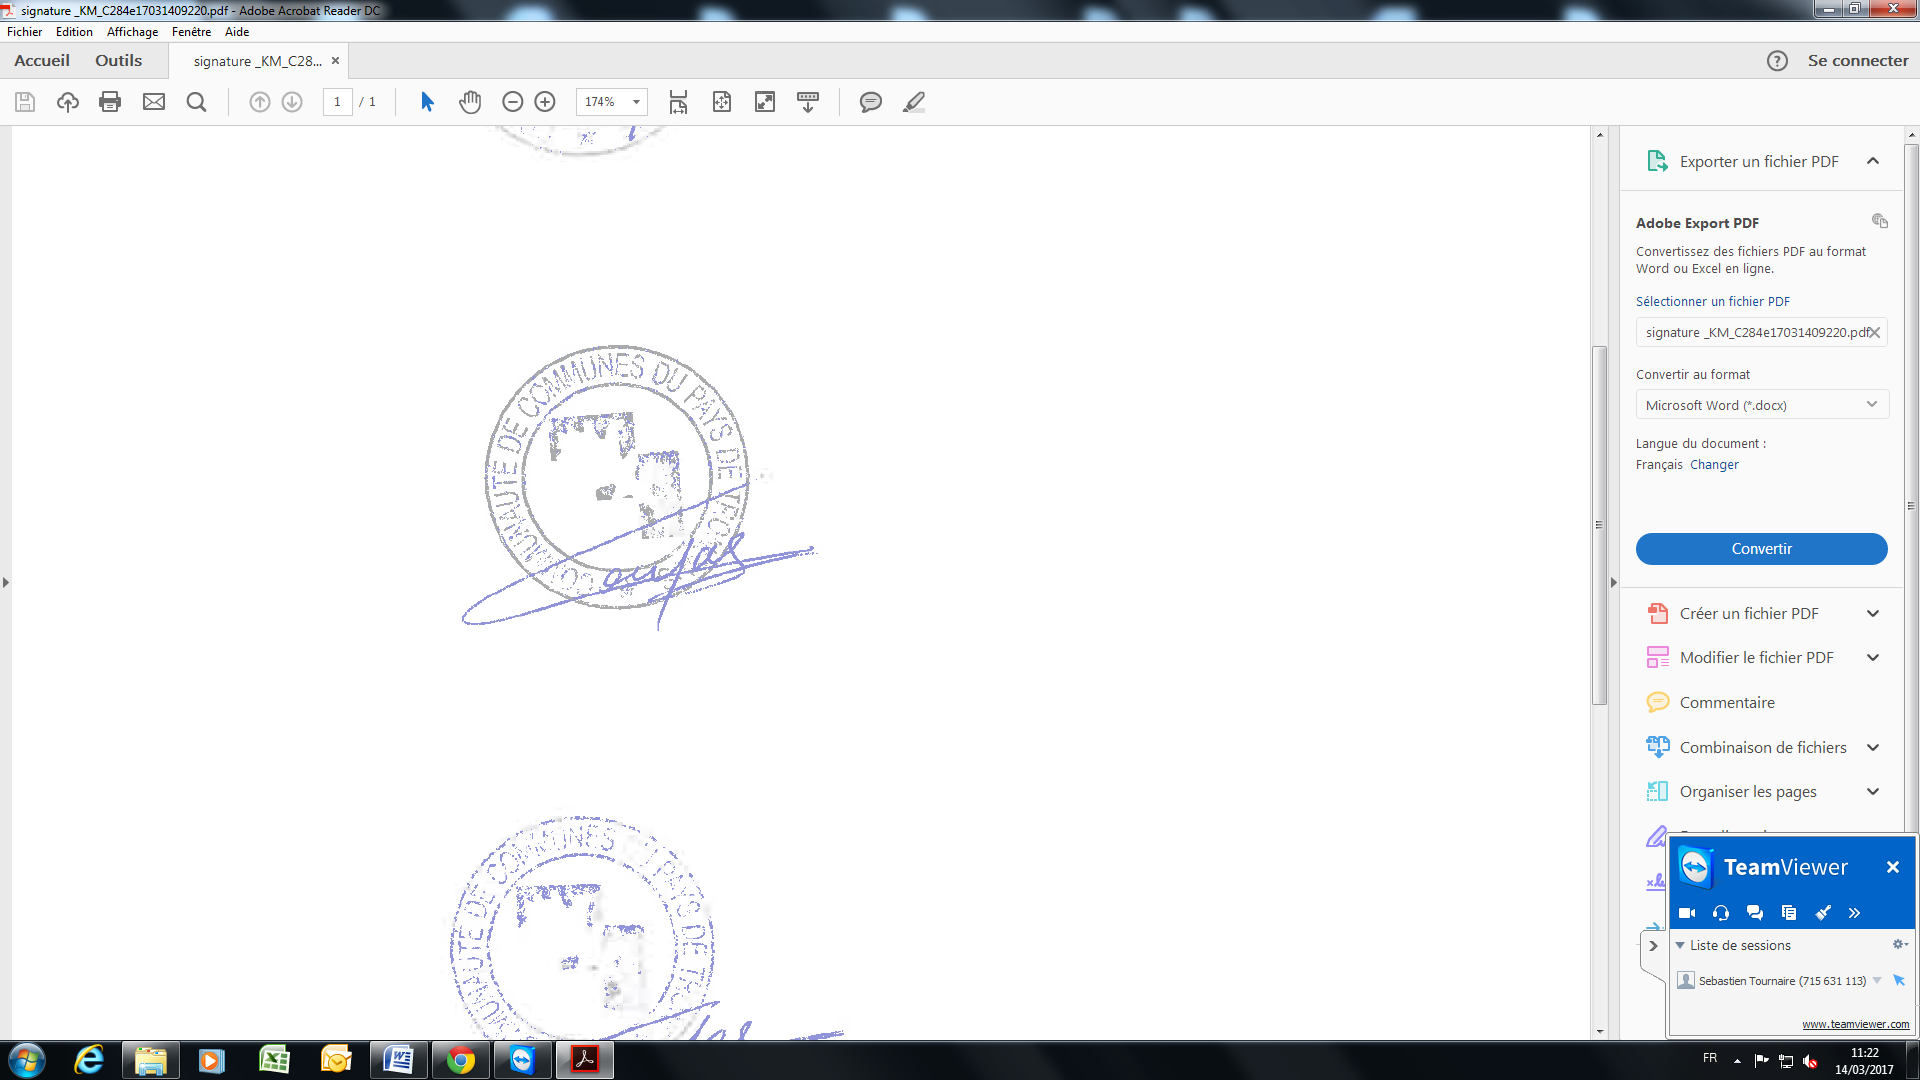 signature _KM_C284e17031409220.pdf - Adobe Acrobat Reader DC
Fichier Edition Affichage Fenêtre Aide
Accueil Outils signature _KM_C28... × Se connecter
1 / 1 174%
COMMUNAUTE DE COMMUNES DU PAYS DE
COMMUNES PAYS DE
Exporter un fichier PDF
Adobe Export PDF
Convertissez des fichiers PDF au format
Word ou Excel en ligne.
Sélectionner un fichier PDF
signature _KM_C284e17031409220.pdf
Convertir au format
Microsoft Word (*.docx)
Langue du document :
Français Changer
Convertir
Créer un fichier PDF
Modifier le fichier PDF
Commentaire
Combinaison de fichiers
Organiser les pages
TeamViewer
Liste de sessions
Sebastien Tournaire (715 631 113)
www.teamviewer.com
FR 11:22
14/03/2017